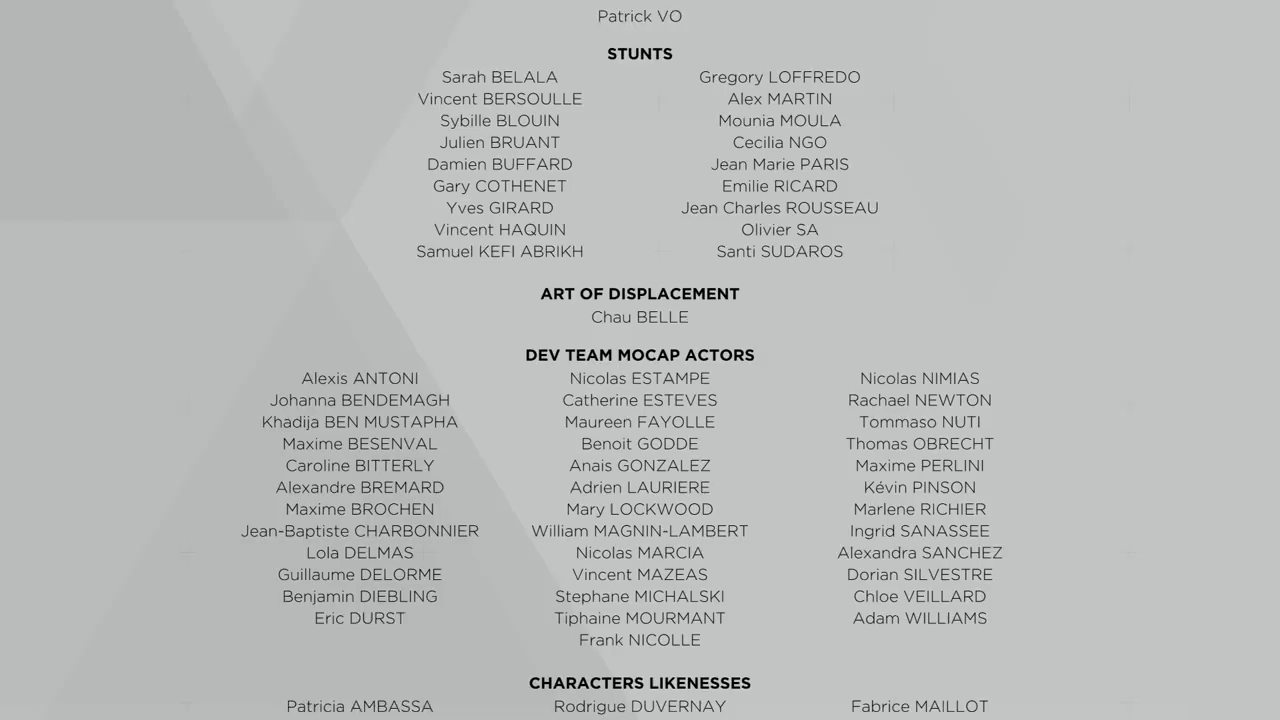 Patrick VO
STUNTS
Sarah BELALA Gregory LOFFREDO
Vincent BERSOULLE Alex MARTIN
Sybille BLOUIN Mounia MOULA
Julien BRUANT Cecilia NGO
Damien BUFFARD Jean Marie PARIS
Gary COTHENET Emilie RICARD
Yves GIRARD Jean Charles ROUSSEAU
Vincent HAQUIN Olivier SA
Samuel KEFI ABRIKH Santi SUDAROS
ART OF DISPLACEMENT
Chau BELLE
DEV TEAM MOCAP ACTORS
Alexis ANTONI Nicolas ESTAMPE Nicolas NIMIAS
Johanna BENDEMAGH Catherine ESTEVES Rachael NEWTON
Khadija BEN MUSTAPHA Maureen FAYOLLE Tommaso NUTI
Maxime BESENVAL Benoit GODDE Thomas OBRECHT
Caroline BITTERLY Anais GONZALEZ Maxime PERLINI
Alexandre BREMARD Adrien LAURIERE Kévin PINSON
Maxime BROCHEN Mary LOCKWOOD Marlene RICHIER
Jean-Baptiste CHARBONNIER William MAGNIN-LAMBERT Ingrid SANASSEE
Lola DELMAS Nicolas MARCIA Alexandra SANCHEZ
Guillaume DELORME Vincent MAZEAS Dorian SILVESTRE
Benjamin DIEBLING Stephane MICHALSKI Chloe VEILLARD
Eric DURST Tiphaine MOURMANT Adam WILLIAMS
Frank NICOLLE
CHARACTERS LIKENESSES
Patricia AMBASSA Rodrigue DUVERNAY Fabrice MAILLOT